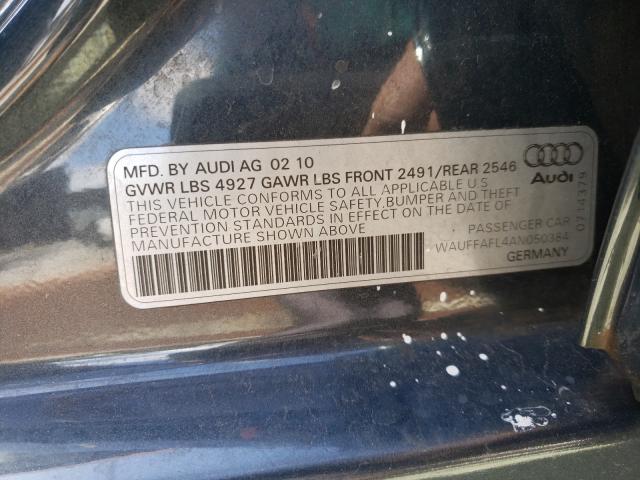 MFD. BY AUDI AG 02 10
GVWR LBS 4927 GAWR LBS FRONT 2491/REAR 2546
THIS VEHICLE CONFORMS TO ALL APPLICABLE U.S
FEDERAL MOTOR VEHICLE SAFETY, BUMPER AND THEFT
PREVENTION STANDARDS IN EFFECT ON THE DATE OF
MANUFACTURE SHOWN ABOVE
Audi
0714379
PASSENGER CAR
WAUFFAFL4AN050384
GERMANY